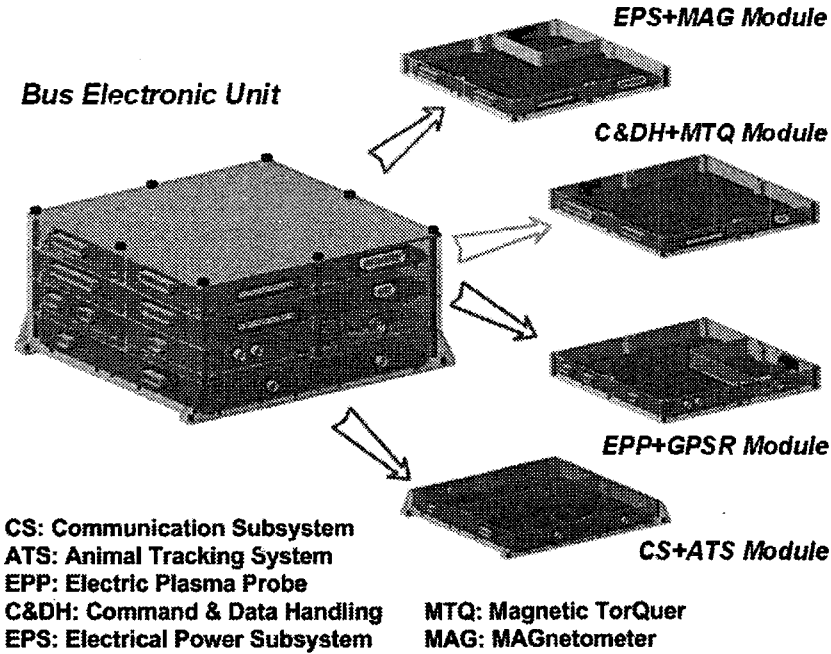 EPS+MAG Module
Bus Electronic Unit
C&DH+MTQ Module
EPP+GPSR Module
CS+ATS Module
CS: Communication Subsystem
ATS: Animal Tracking System
EPP: Electric Plasma Probe
C&DH: Command & Data Handling
MTQ: Magnetic TorQuer
EPS: Electrical Power Subsystem
MAG: MAGnetometer